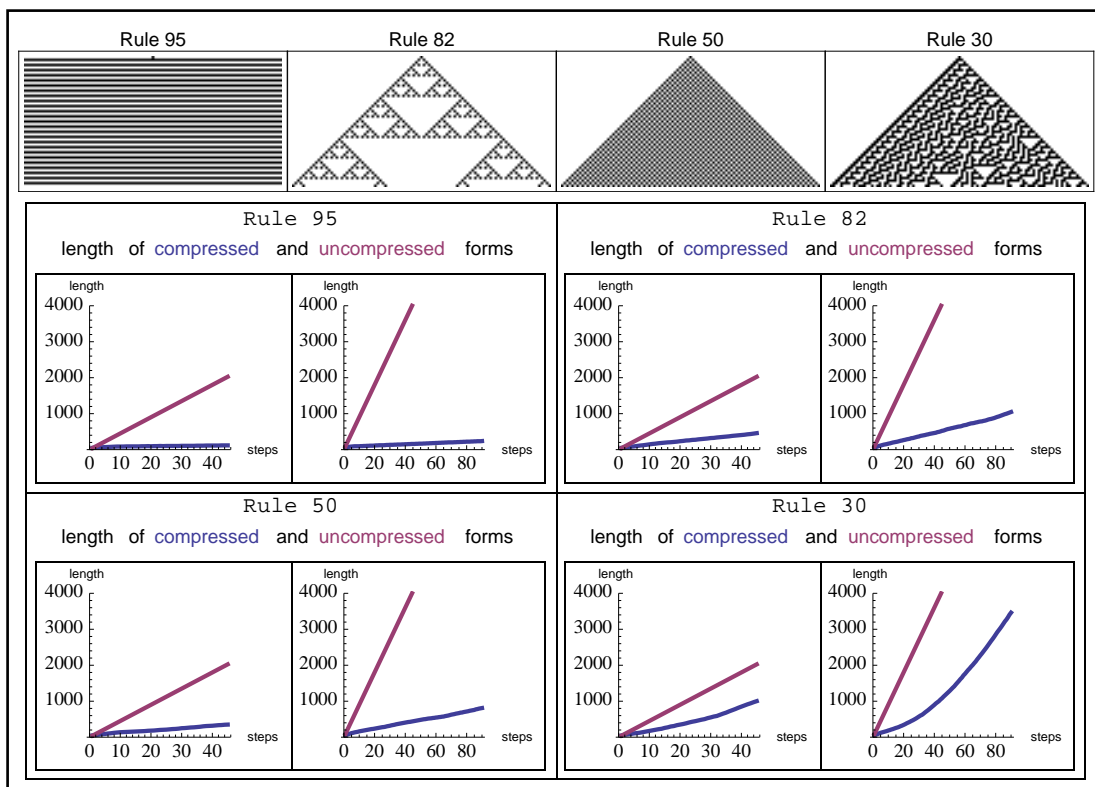 Rule 95 Rule 82 Rule 50 Rule 30
Rule 95
length of compressed and uncompressed forms
length
4000
3000
2000
1000
0 20 40 steps
length
4000
3000
2000
1000
0 20 40 60 80 steps
Rule 82
length of compressed and uncompressed forms
length
4000
3000
2000
1000
0 10 20 30 40 steps
length
4000
3000
2000
1000
0 20 40 60 80 steps
Rule 50
length of compressed and uncompressed forms
length
4000
3000
2000
1000
0 10 20 30 40 steps
length
4000
3000
2000
1000
0 20 40 60 80 steps
Rule 30
length of compressed and uncompressed forms
length
4000
3000
2000
1000
0 10 20 30 40 steps
length
4000
3000
2000
1000
0 20 40 60 80 steps